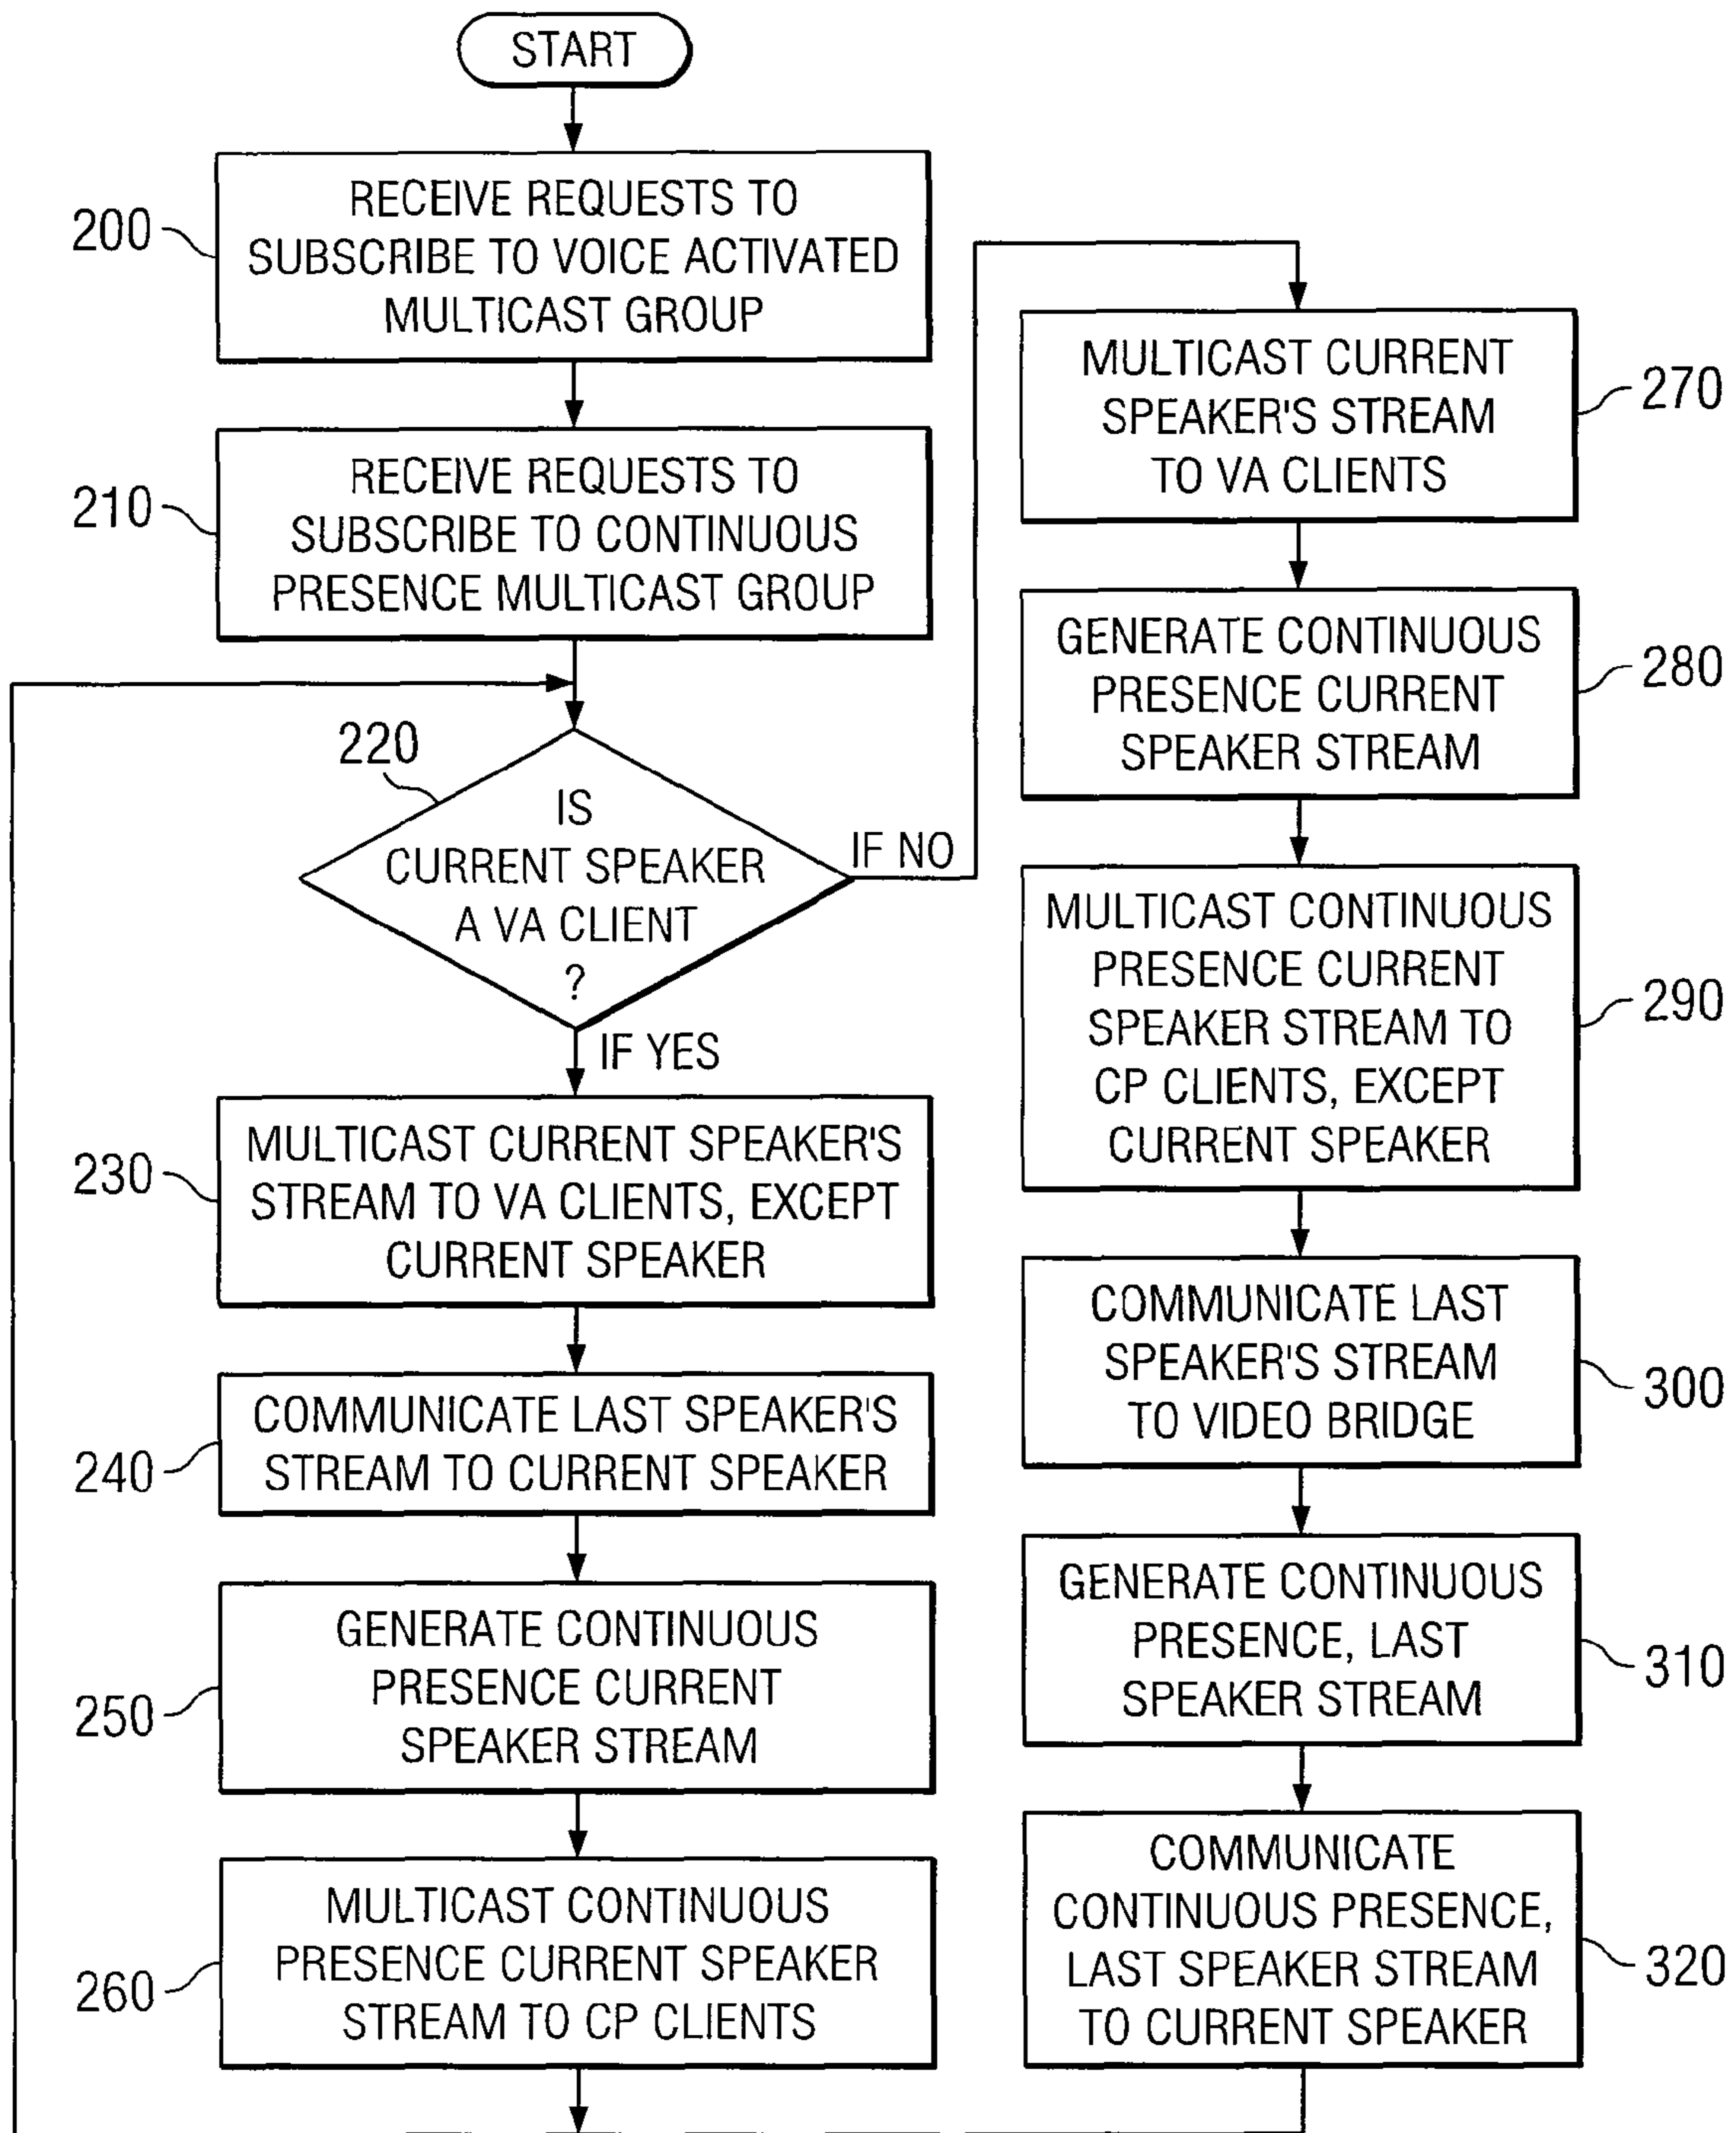 START
200
RECEIVE REQUESTS TO
SUBSCRIBE TO VOICE ACTIVATED
MULTICAST GROUP
210
RECEIVE REQUESTS TO
SUBSCRIBE TO CONTINUOUS
PRESENCE MULTICAST GROUP
220
IS
CURRENT SPEAKER
A VA CLIENT
?
IF NO
IF YES
230
MULTICAST CURRENT SPEAKER'S
STREAM TO VA CLIENTS, EXCEPT
CURRENT SPEAKER
240
COMMUNICATE LAST SPEAKER'S
STREAM TO CURRENT SPEAKER
250
GENERATE CONTINUOUS
PRESENCE CURRENT
SPEAKER STREAM
260
MULTICAST CONTINUOUS
PRESENCE CURRENT SPEAKER
STREAM TO CP CLIENTS
MULTICAST CURRENT
SPEAKER'S STREAM
TO VA CLIENTS
270
GENERATE CONTINUOUS
PRESENCE CURRENT
SPEAKER STREAM
280
MULTICAST CONTINUOUS
PRESENCE CURRENT
SPEAKER STREAM TO
CP CLIENTS, EXCEPT
CURRENT SPEAKER
290
COMMUNICATE LAST
SPEAKER'S STREAM
TO VIDEO BRIDGE
300
GENERATE CONTINUOUS
PRESENCE, LAST
SPEAKER STREAM
310
COMMUNICATE
CONTINUOUS PRESENCE,
LAST SPEAKER STREAM
TO CURRENT SPEAKER
320